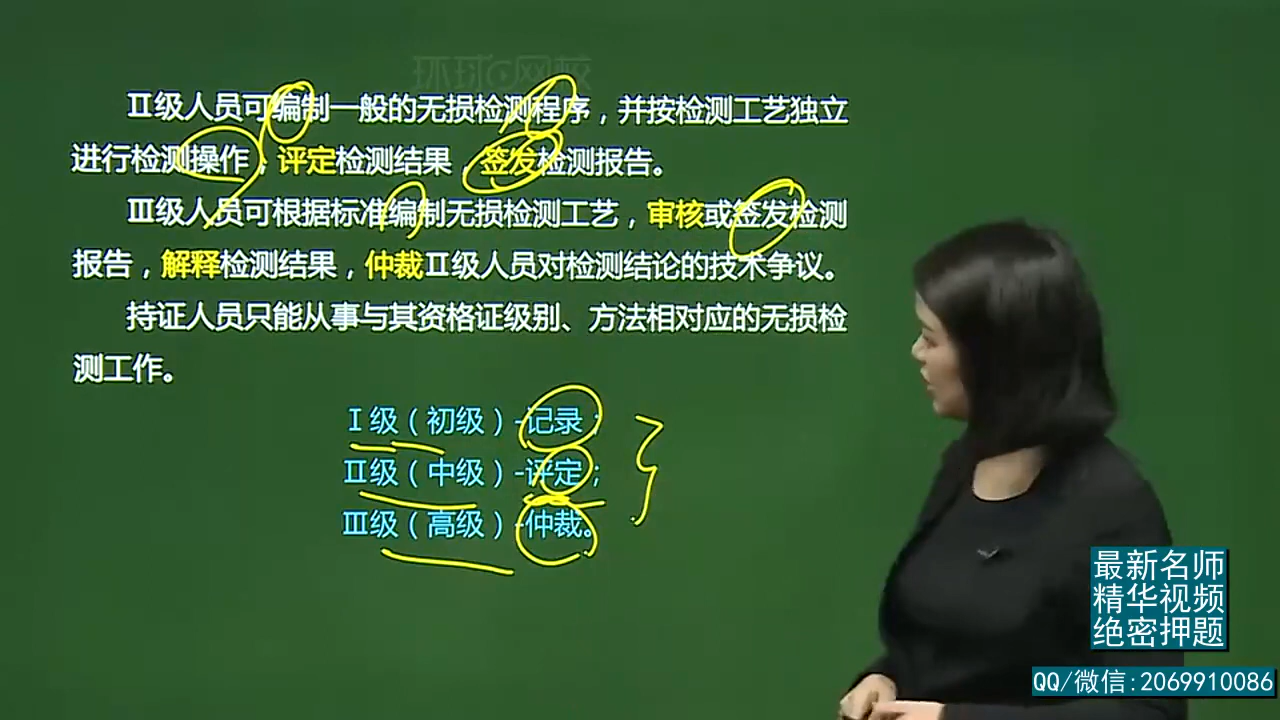 环球网校
Ⅱ级人员可编制一般的无损检测程序，并按检测工艺独立
进行检测操作，评定检测结果，签发检测报告。
Ⅲ级人员可根据标准编制无损检测工艺，审核或签发检测
报告，解释检测结果，仲裁Ⅱ级人员对检测结论的技术争议。
持证人员只能从事与其资格证级别、方法相对应的无损检
测工作。
Ⅰ级（初级）-记录；
Ⅱ级（中级）-评定；
Ⅲ级（高级）-仲裁。
最新名师
精华视频
绝密押题
QQ/微信:2069910086